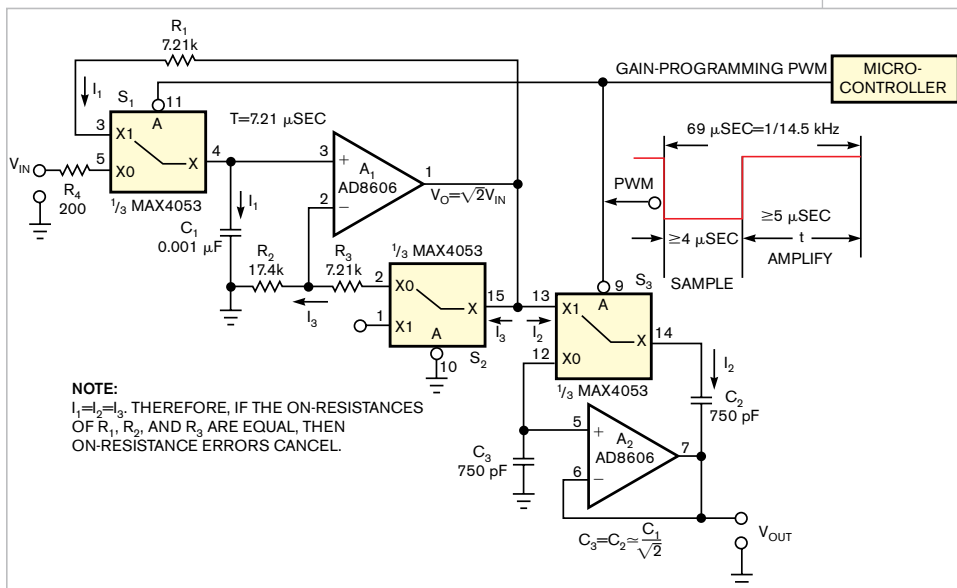 R1
7.21k
GAIN-PROGRAMMING PWM
MICRO-
CONTROLLER
I1
S1
11
A
3
X1
T=7.21 μSEC
69 μSEC=1/14.5 kHz
VIN
5
X0
X
4
R4
200
1/3 MAX4053
I1
C1
0.001 μF
3
+
A1
AD8606
1
2
−
VO=√2VIN
PWM
≥4 μSEC
≥5 μSEC
t
SAMPLE
AMPLIFY
R2
17.4k
R3
7.21k
I3
1/3 MAX4053
2
X0
X
15
1
X1
A
10
S2
I3
I2
13
X1
9
A
S3
12
X0
X
14
1/3 MAX4053
I2
C2
750 pF
NOTE:
I1=I2=I3. THEREFORE, IF THE ON-RESISTANCES
OF R1, R2, AND R3 ARE EQUAL, THEN
ON-RESISTANCE ERRORS CANCEL.
C3
750 pF
5
+
A2
AD8606
7
6
−
C3=C2≃C1/√2
VOUT